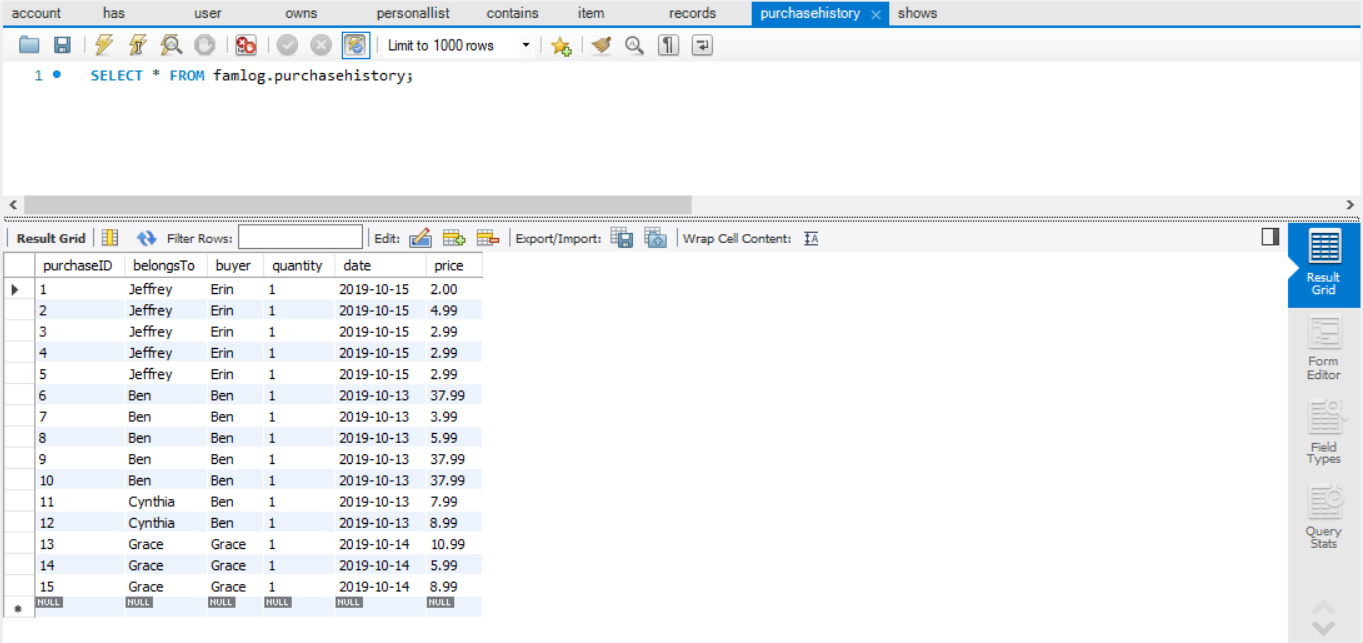 account has user owns personallist contains item records purchasehistory shows
Limit to 1000 rows
1 SELECT * FROM famlog.purchasehistory;
Result Grid Filter Rows: Edit: Export/Import: Wrap Cell Content:
purchaseID belongsTo buyer quantity date price
1 Jeffrey Erin 1 2019-10-15 2.00
2 Jeffrey Erin 1 2019-10-15 4.99
3 Jeffrey Erin 1 2019-10-15 2.99
4 Jeffrey Erin 1 2019-10-15 2.99
5 Jeffrey Erin 1 2019-10-15 2.99
6 Ben Ben 1 2019-10-13 37.99
7 Ben Ben 1 2019-10-13 3.99
8 Ben Ben 1 2019-10-13 5.99
9 Ben Ben 1 2019-10-13 37.99
10 Ben Ben 1 2019-10-13 37.99
11 Cynthia Ben 1 2019-10-13 7.99
12 Cynthia Ben 1 2019-10-13 8.99
13 Grace Grace 1 2019-10-14 10.99
14 Grace Grace 1 2019-10-14 5.99
15 Grace Grace 1 2019-10-14 8.99
NULL NULL NULL NULL NULL NULL
Result
Grid
Form
Editor
Field
Types
Query
Stats